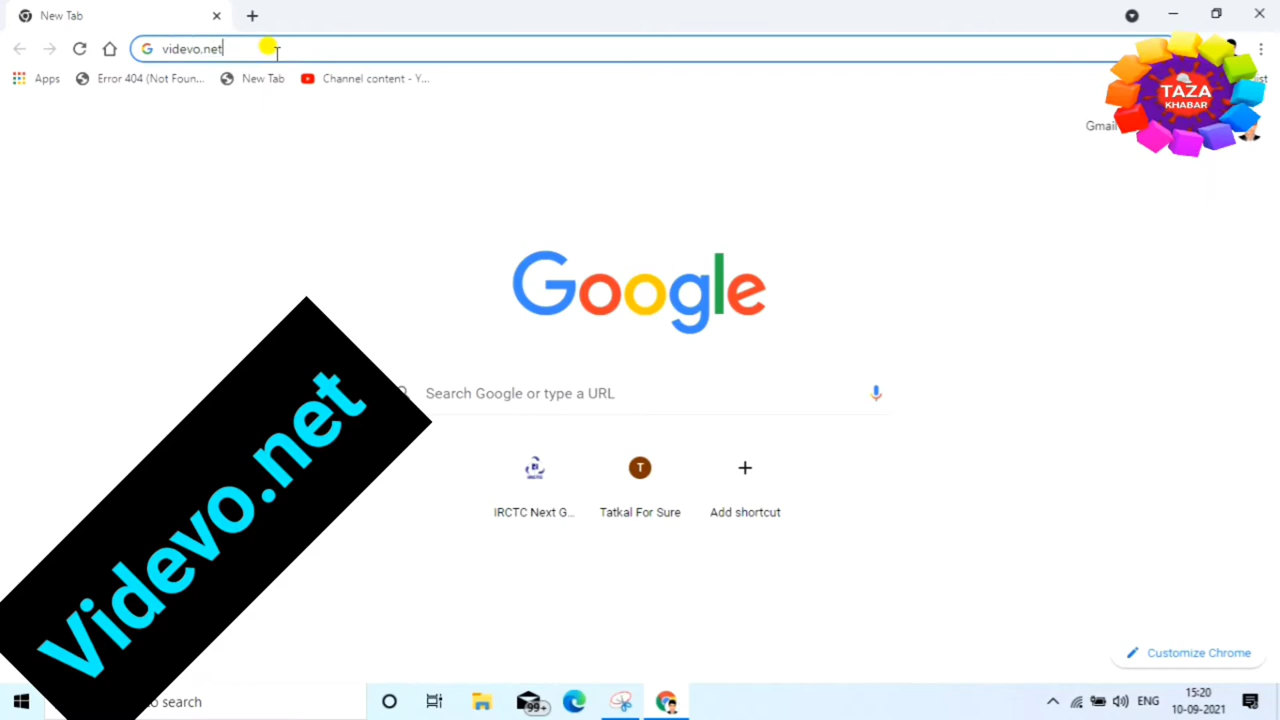 New Tab
videvo.net
Apps
Error 404 (Not Foun...
New Tab
Channel content - Y...
TAZA
KHABAR
Gmail
Google
Search Google or type a URL
T
IRCTC Next G...
Tatkal For Sure
Add shortcut
Videvo.net
Customize Chrome
to search
99+
ENG
15:20
10-09-2021